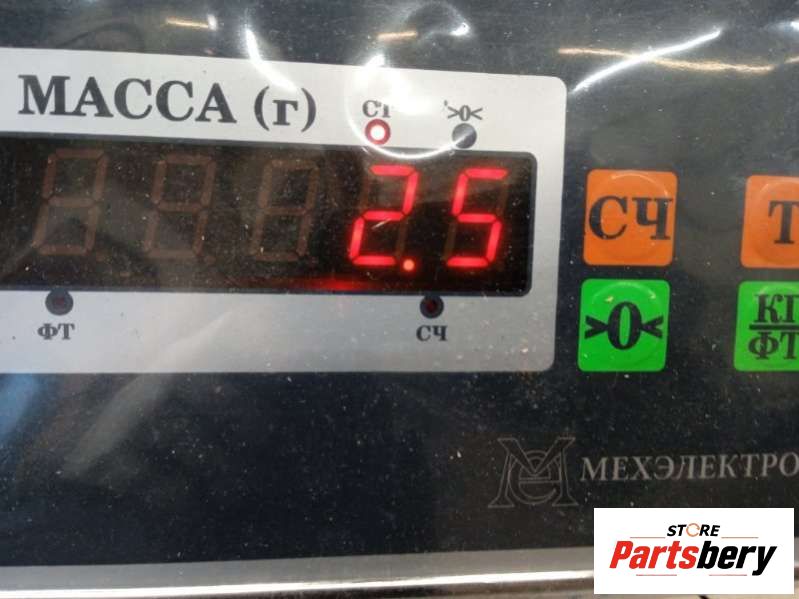 МАССА (г)
СТ >0<
2.5
ФТ СЧ
СЧ Т
>0< КГ
ФТ
МЕХЭЛЕКТРО
STORE
Partsbery